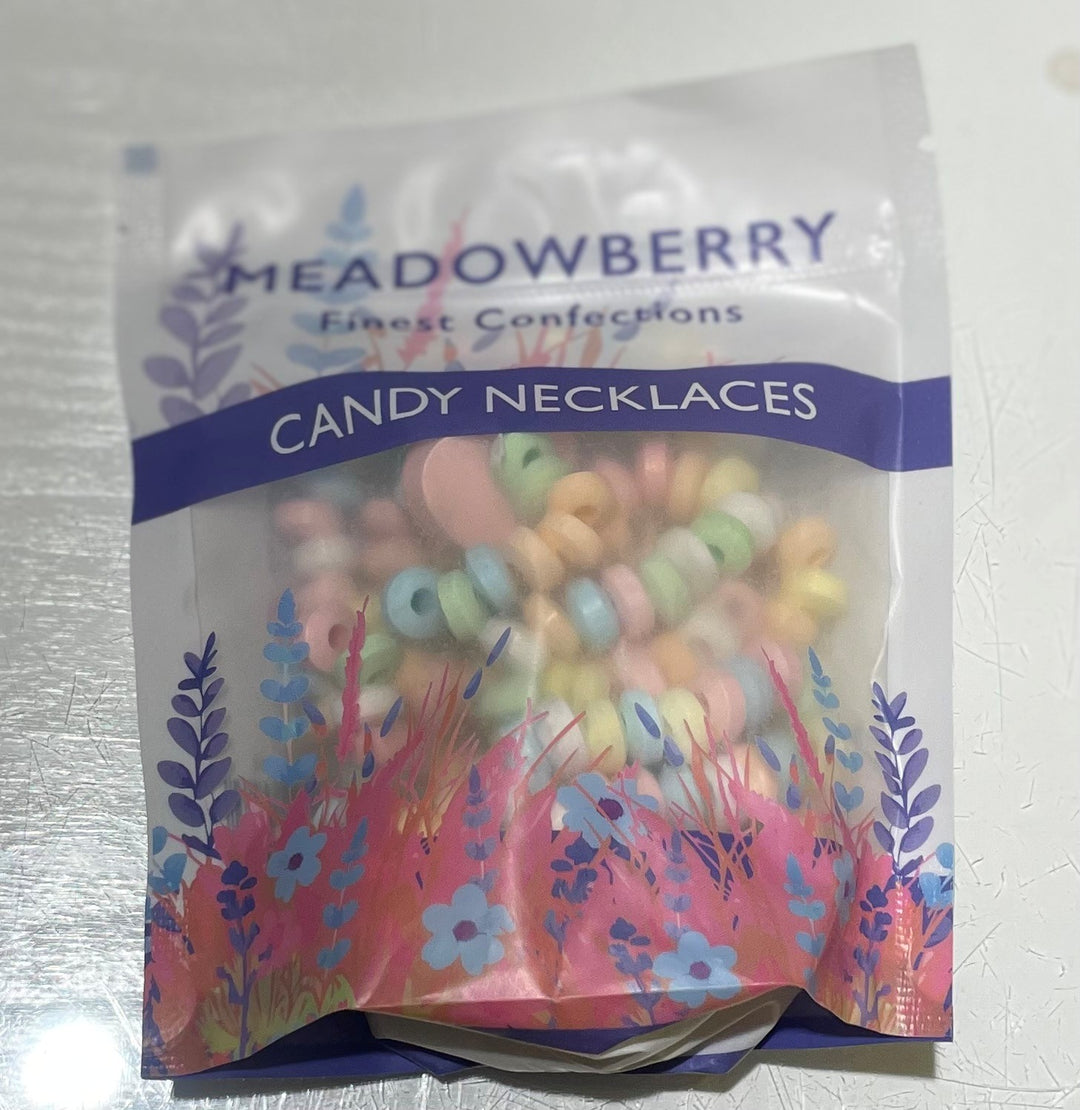 MEADOWBERRY
Finest Confections
CANDY NECKLACES